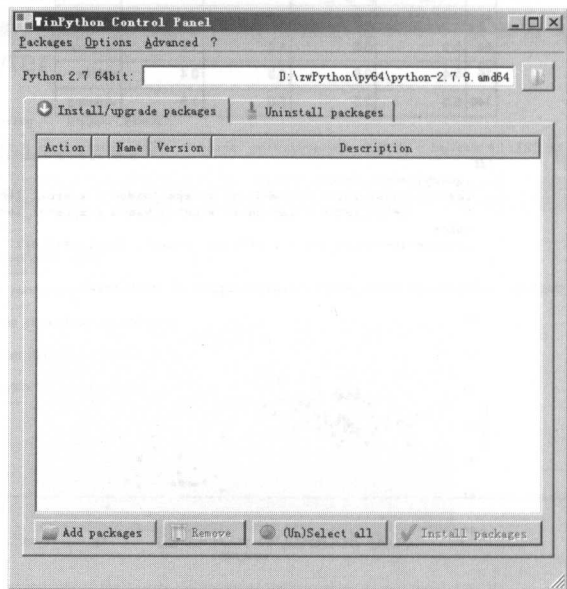 WinPython Control Panel
Packages Options Advanced ?
Python 2.7 64bit: D:\zwPython\py64\python-2.7.9.amd64
Install/upgrade packages Uninstall packages
Action Name Version Description
Add packages Remove (Un)Select all Install packages